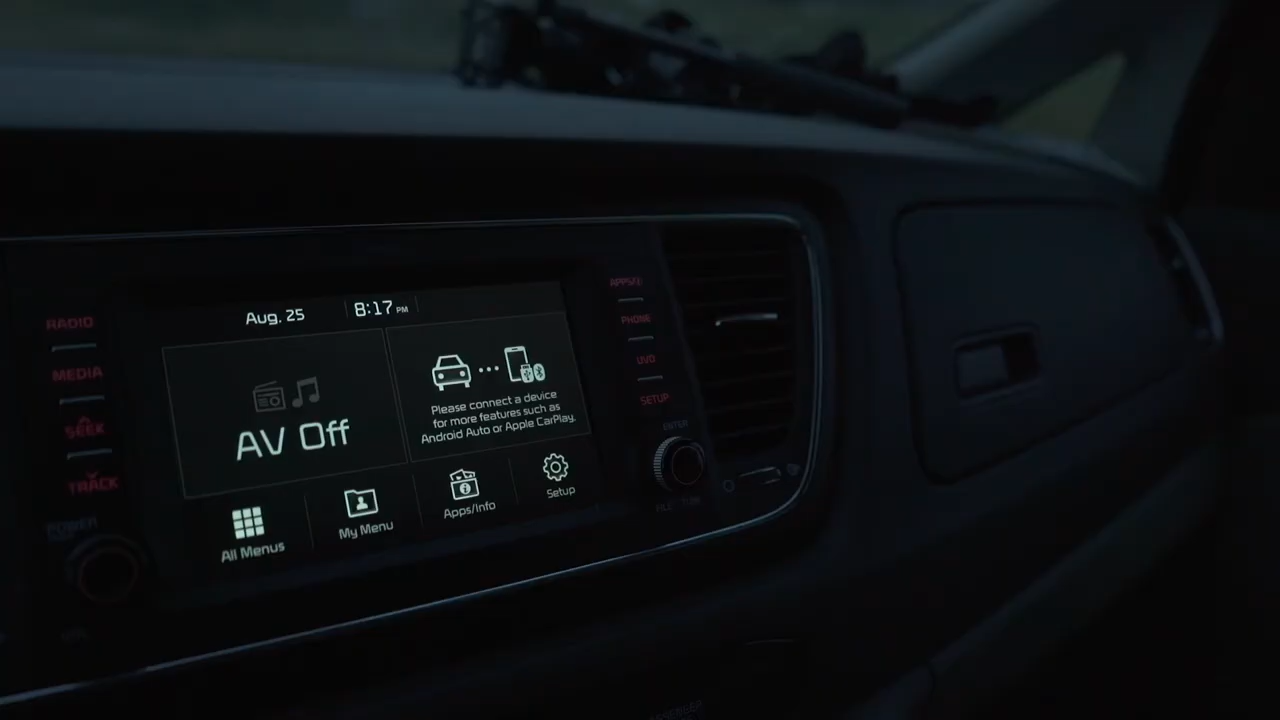 Aug. 25
8:17 PM
RADIO
MEDIA
SEEK
TRACK
POWER
AV Off
Please connect a device
for more features such as
Android Auto or Apple CarPlay.
All Menus
My Menu
Apps/Info
Setup
PHONE
UVO
SETUP
ENTER